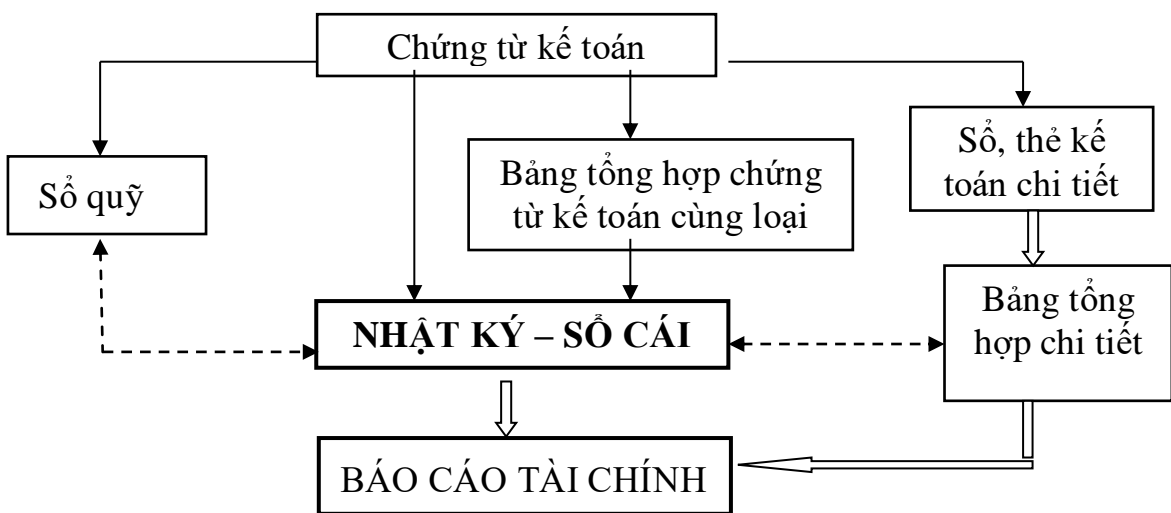 Chứng từ kế toán
Sổ quỹ
Bảng tổng hợp chứng
từ kế toán cùng loại
Sổ, thẻ kế
toán chi tiết
Bảng tổng
hợp chi tiết
NHẬT KÝ – SỔ CÁI
BÁO CÁO TÀI CHÍNH